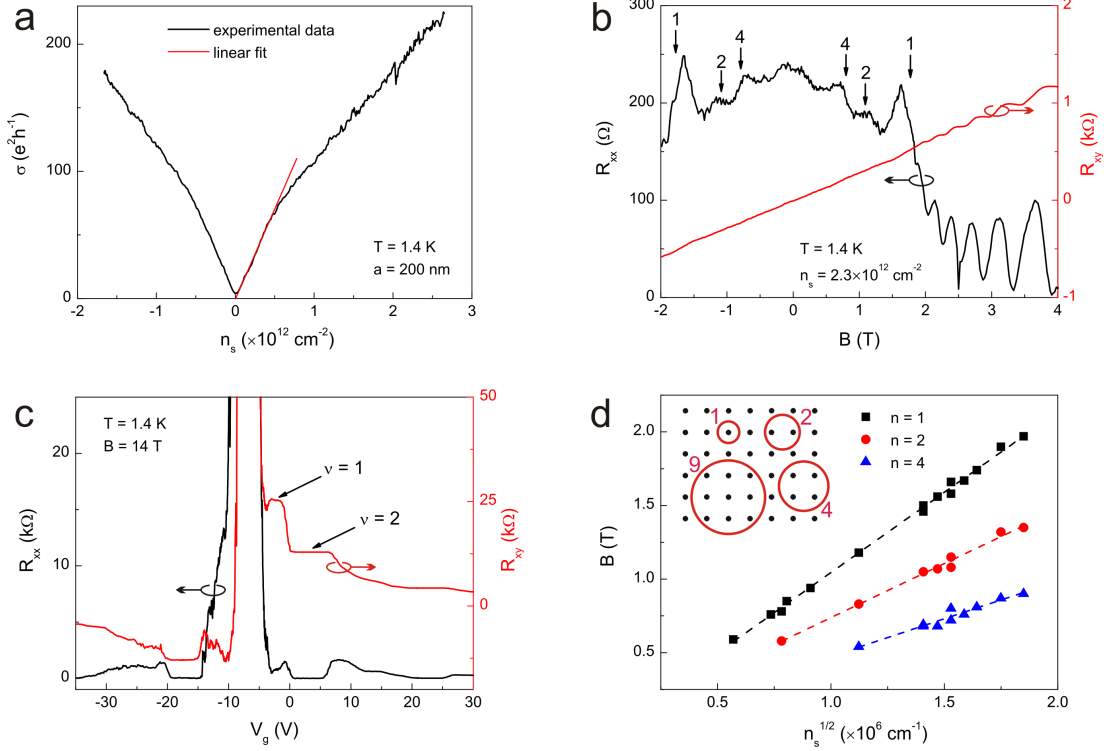 a
experimental data
linear fit
T = 1.4 K
a = 200 nm
σ (e²h⁻¹)
0
100
200
-2
-1
0
1
2
3
nₛ (×10¹² cm⁻²)
b
1
2
4
4
2
1
T = 1.4 K
nₛ = 2.3×10¹² cm⁻²
Rₓₓ (Ω)
0
100
200
300
Rₓᵧ (kΩ)
-1
0
1
2
-2
-1
0
1
2
3
4
B (T)
c
T = 1.4 K
B = 14 T
ν = 1
ν = 2
Rₓₓ (kΩ)
0
10
20
Rₓᵧ (kΩ)
0
25
50
-30
-20
-10
0
10
20
30
V_g (V)
d
1
2
9
4
n = 1
n = 2
n = 4
B (T)
0.5
1.0
1.5
2.0
0.5
1.0
1.5
2.0
nₛ^1/2 (×10⁶ cm⁻¹)